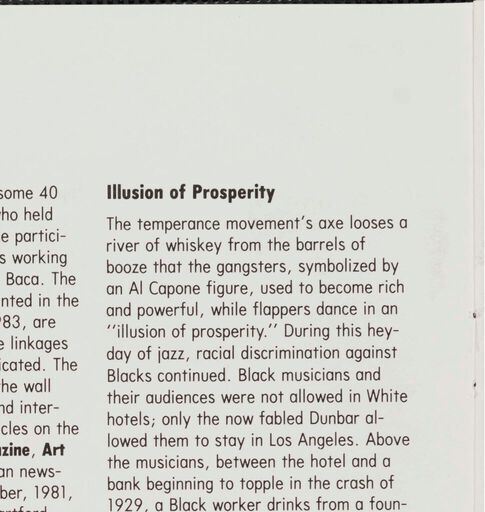 some 40
who held
e partici-
s working
Baca. The
nted in the
983, are
e linkages
icated. The
he wall
nd inter-
cles on the
zine, Art
an news-
ber, 1981,
Illusion of Prosperity
The temperance movement's axe looses a
river of whiskey from the barrels of
booze that the gangsters, symbolized by
an Al Capone figure, used to become rich
and powerful, while flappers dance in an
"illusion of prosperity." During this hey-
day of jazz, racial discrimination against
Blacks continued. Black musicians and
their audiences were not allowed in White
hotels; only the now fabled Dunbar al-
lowed them to stay in Los Angeles. Above
the musicians, between the hotel and a
bank beginning to topple in the crash of
1929, a Black worker drinks from a foun-